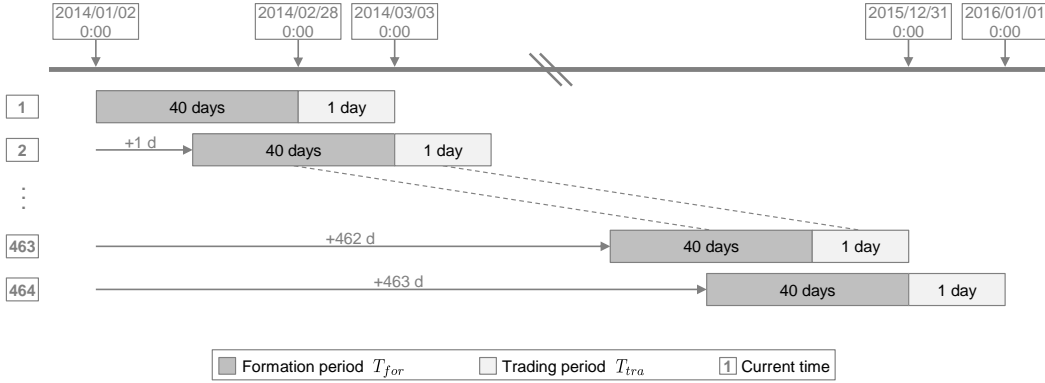 2014/01/02 2014/02/28 2014/03/03 2015/12/31 2016/01/01
0:00 0:00 0:00 0:00 0:00
1 40 days 1 day
2 +1 d 40 days 1 day
463 +462 d 40 days 1 day
464 +463 d 40 days 1 day
Formation period T_for Trading period T_tra 1 Current time